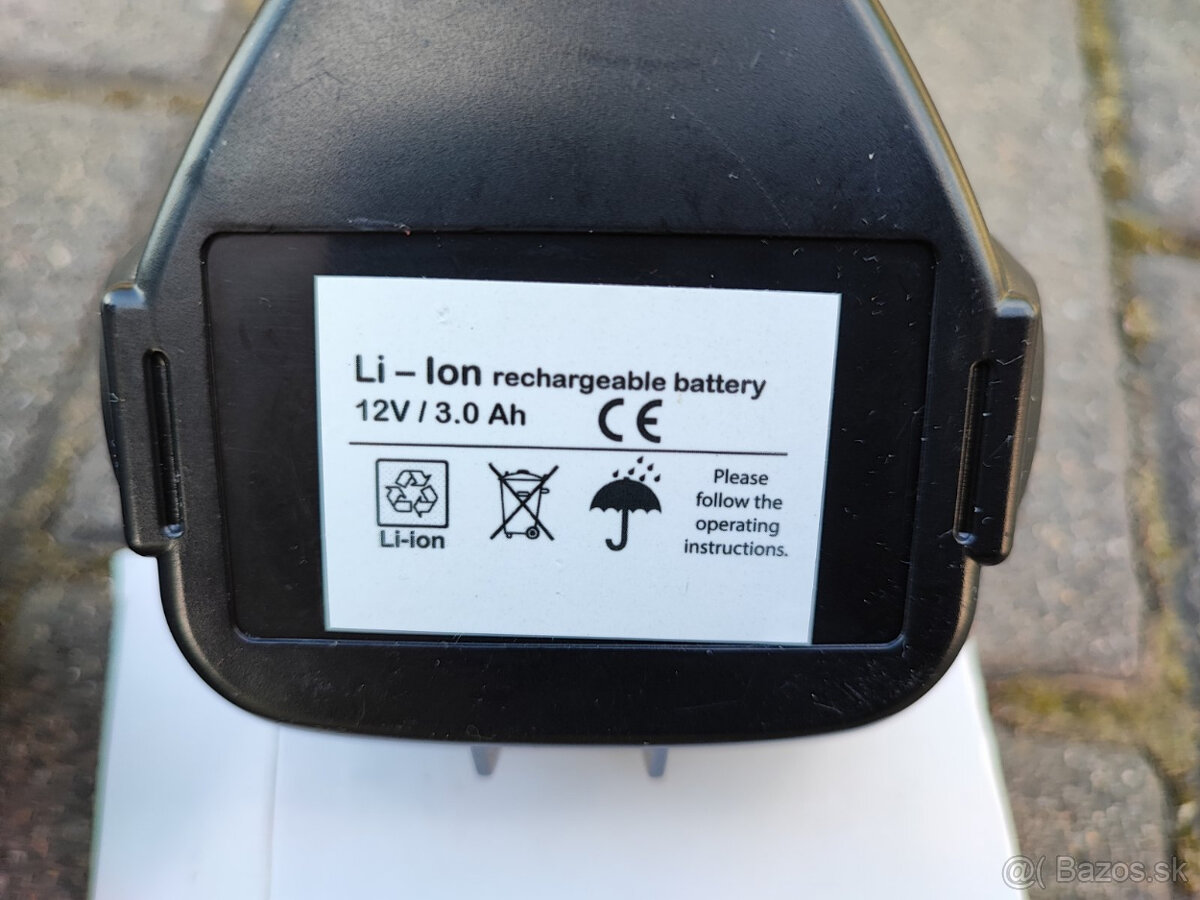 Li – Ion rechargeable battery
12V / 3.0 Ah CE
Li-ion
Please
follow the
operating
instructions.
@( Bazos.sk